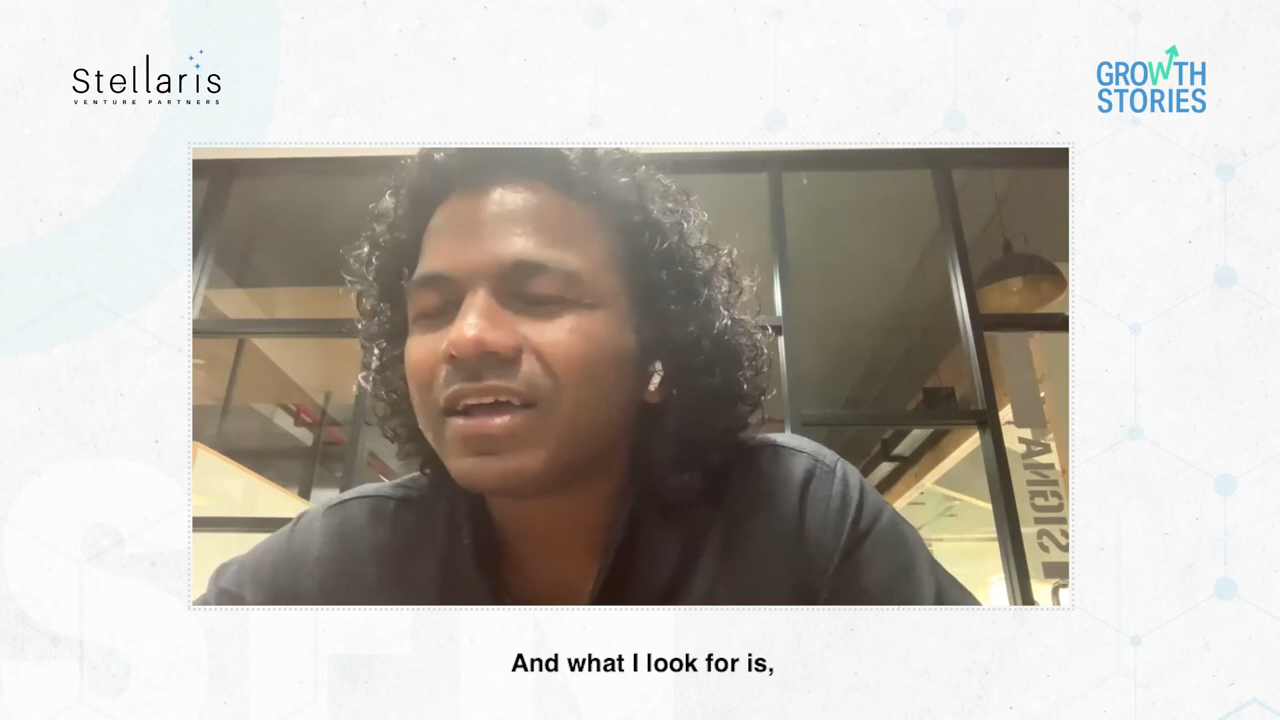 Stellaris
VENTURE PARTNERS
GROWTH
STORIES
And what I look for is,